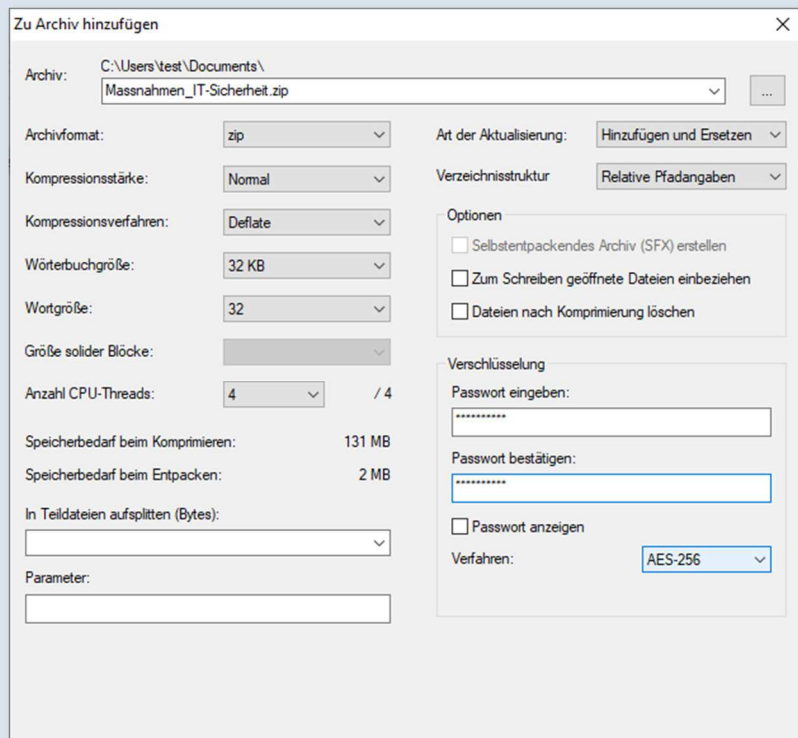 Zu Archiv hinzufügen
C:\Users\test\Documents\
Archiv:
Massnahmen_IT-Sicherheit.zip
...
Archivformat:
zip
Kompressionsstärke:
Normal
Kompressionsverfahren:
Deflate
Wörterbuchgröße:
32 KB
Wortgröße:
32
Größe solider Blöcke:
Anzahl CPU-Threads:
4
/ 4
Speicherbedarf beim Komprimieren:
131 MB
Speicherbedarf beim Entpacken:
2 MB
In Teildateien aufsplitten (Bytes):
Parameter:
Art der Aktualisierung:
Hinzufügen und Ersetzen
Verzeichnisstruktur
Relative Pfadangaben
Optionen
Selbstentpackendes Archiv (SFX) erstellen
Zum Schreiben geöffnete Dateien einbeziehen
Dateien nach Komprimierung löschen
Verschlüsselung
Passwort eingeben:
**********
Passwort bestätigen:
**********
Passwort anzeigen
Verfahren:
AES-256